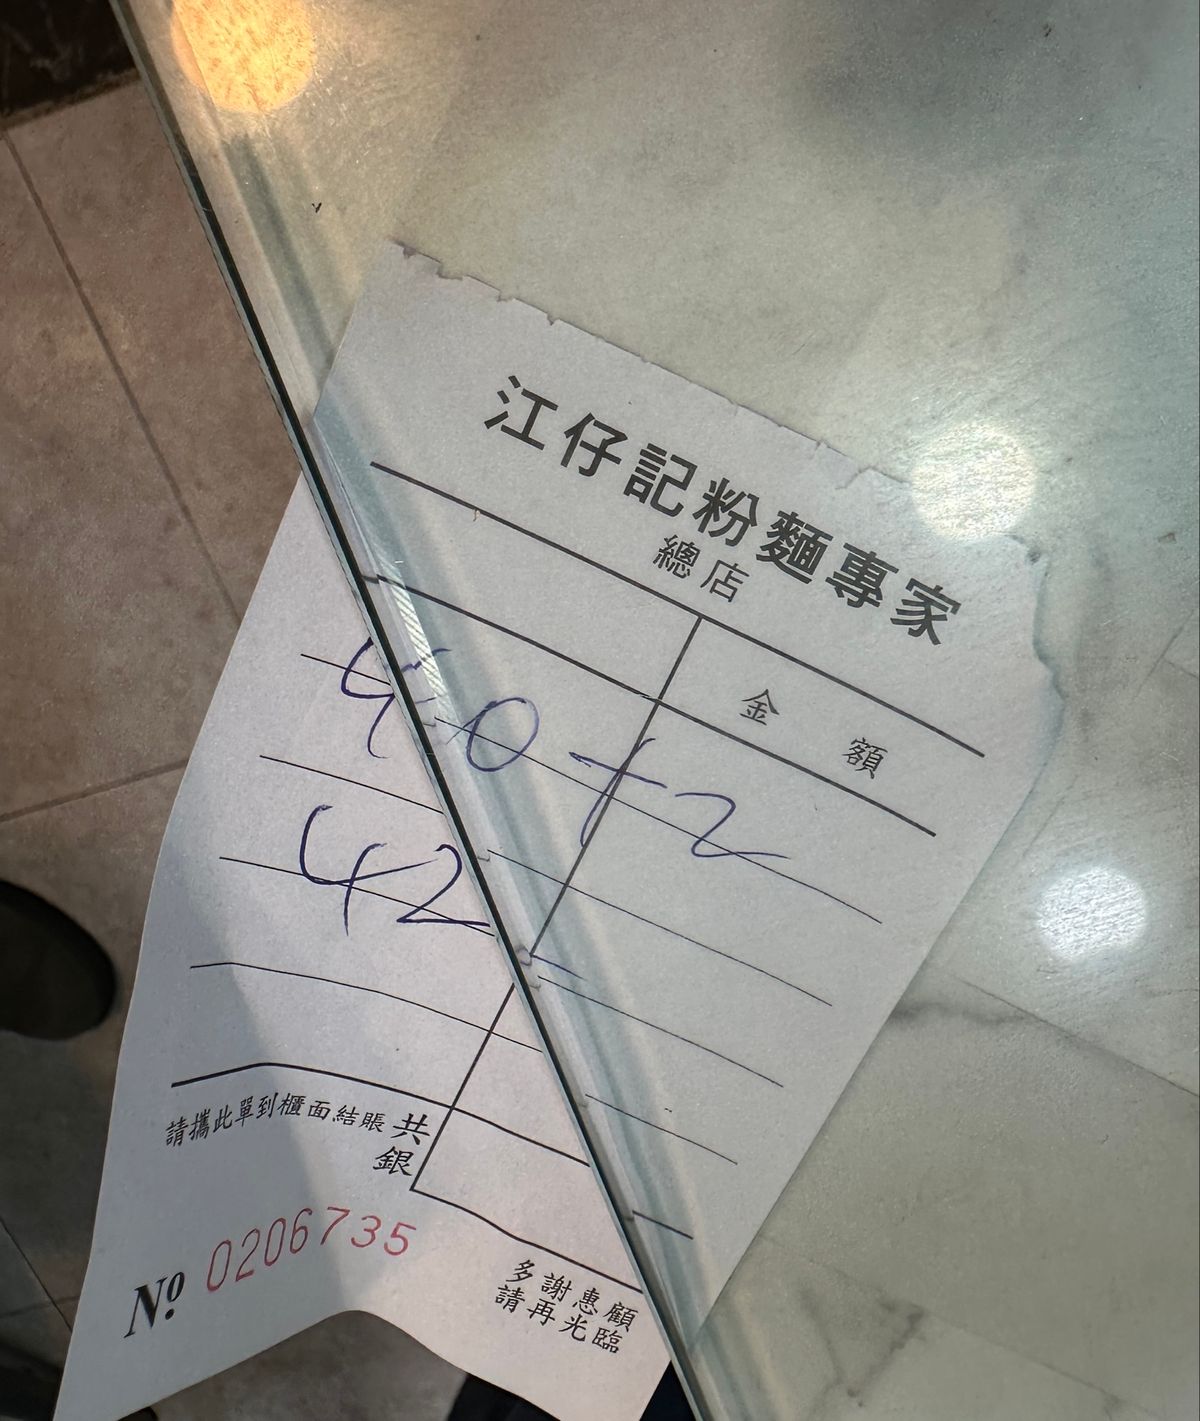 江仔記粉麵專家
總店
金額
40+2
42
請攜此單到櫃面結賬 共銀
多謝惠顧
請再光臨
Nº 0206735